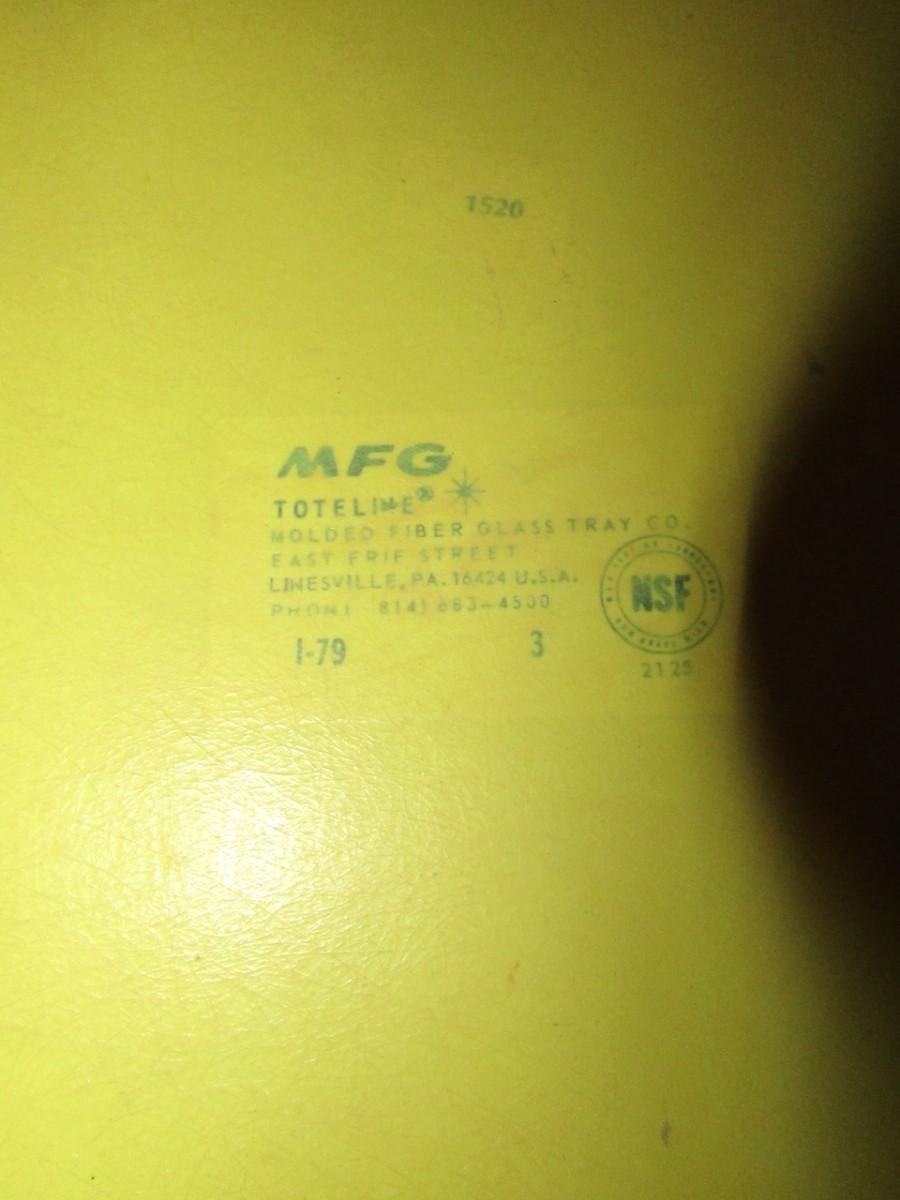 1520
MFG
TOTELINE®
MOLDED FIBER GLASS TRAY CO.
EAST ERIE STREET
LINESVILLE, PA. 16424 U.S.A.
PHONE 814) 683-4500
NSF
I-79 3
2125